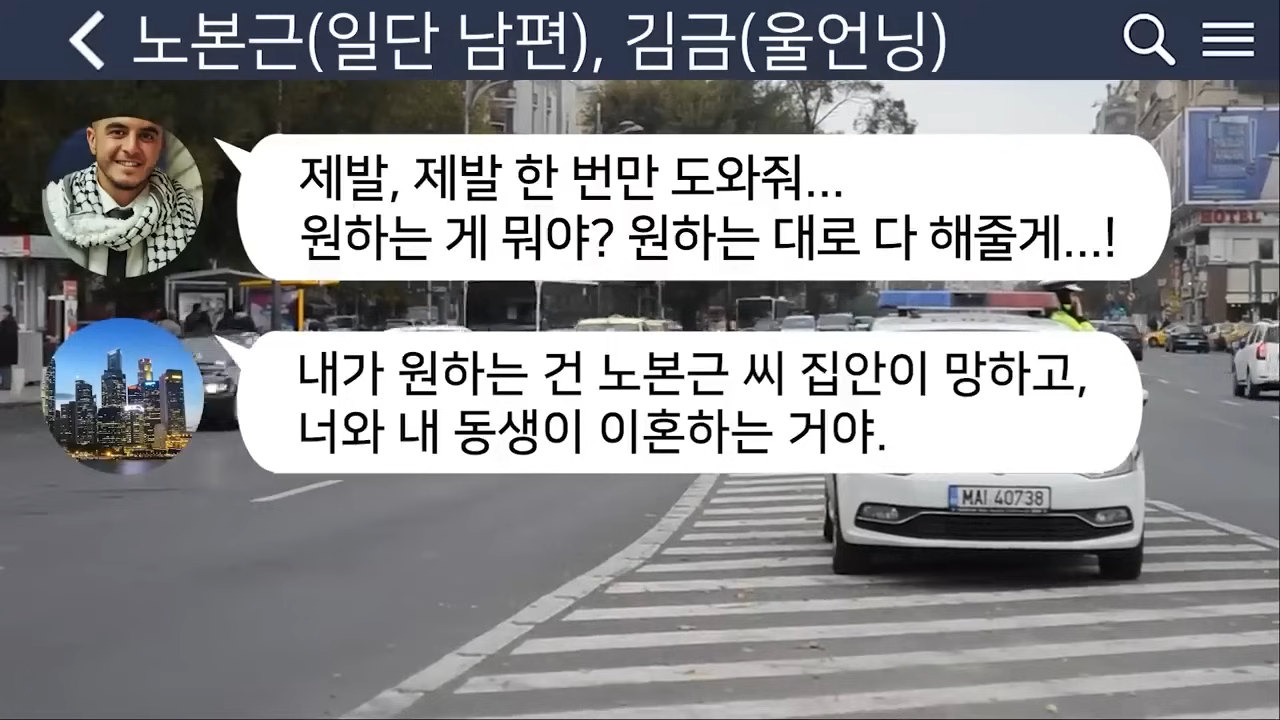 노본근(일단 남편), 김금(울언닝)
제발, 제발 한 번만 도와줘...
원하는 게 뭐야? 원하는 대로 다 해줄게...!
내가 원하는 건 노본근 씨 집안이 망하고,
너와 내 동생이 이혼하는 거야.
HOTEL
MAI 40738